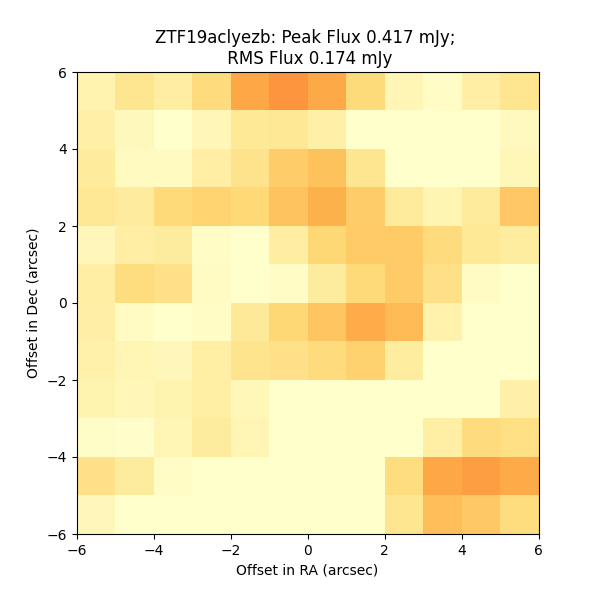 ZTF19aclyezb: Peak Flux 0.417 mJy;
RMS Flux 0.174 mJy
6
4
2
0
−2
−4
−6
Offset in Dec (arcsec)
−6 −4 −2 0 2 4 6
Offset in RA (arcsec)